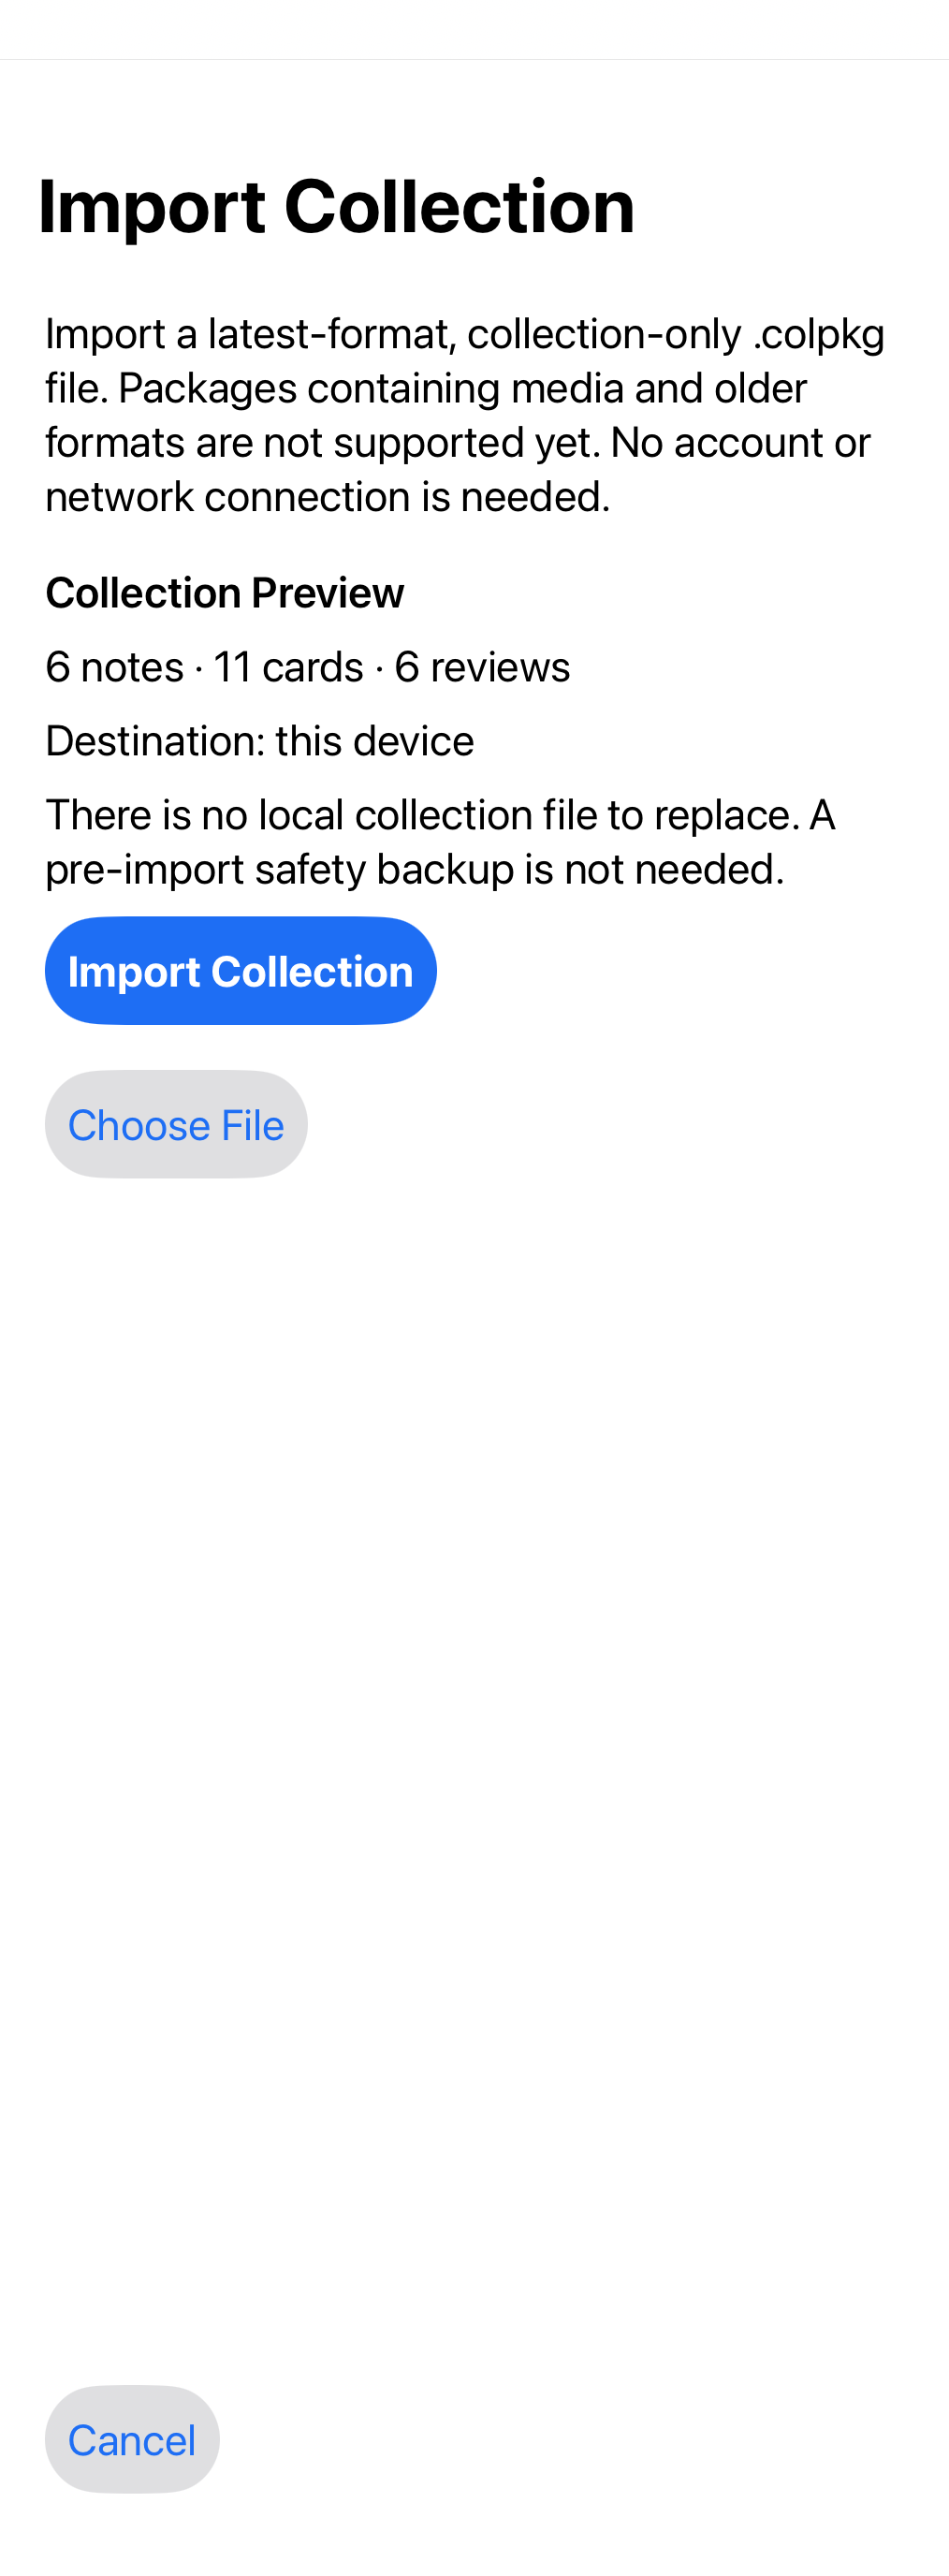 Import Collection
Import a latest-format, collection-only .colpkg
file. Packages containing media and older
formats are not supported yet. No account or
network connection is needed.
Collection Preview
6 notes · 11 cards · 6 reviews
Destination: this device
There is no local collection file to replace. A
pre-import safety backup is not needed.
Import Collection
Choose File
Cancel